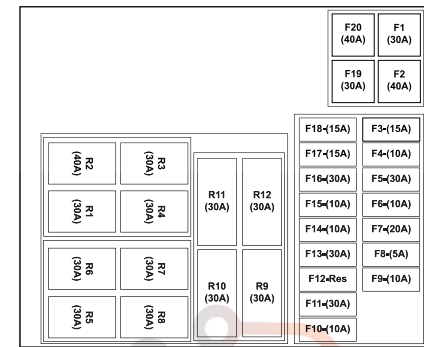 F20 (40A)
F1 (30A)
F19 (30A)
F2 (40A)
F18-(15A)
F3-(15A)
F17-(15A)
F4-(10A)
F16-(30A)
F5-(30A)
F15-(10A)
F6-(10A)
F14-(10A)
F7-(20A)
F13-(30A)
F8-(5A)
F12-Res
F9-(10A)
F11-(30A)
F10-(10A)
R2 (40A)
R3 (30A)
R1 (30A)
R4 (30A)
R11 (30A)
R12 (30A)
R6 (30A)
R7 (30A)
R5 (30A)
R8 (30A)
R10 (30A)
R9 (30A)